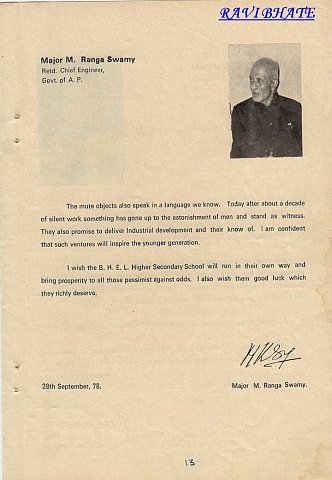 RAVI BHATE
Major M. Ranga Swamy
Retd. Chief Engineer,
Govt. of A. P.
The mute objects also speak in a language we know. Today after about a decade
of silent work something has gone up to the astonishment of men and stand as witness.
They also promise to deliver Industrial development and their know of. I am confident
that such ventures will inspire the younger generation.
I wish the B. H. E. L. Higher Secondary School will run in their own way and
bring prosperity to all those pessimist against odds. I also wish them good luck which
they richly deserve.
28th September, 78.
Major M. Ranga Swamy.
13